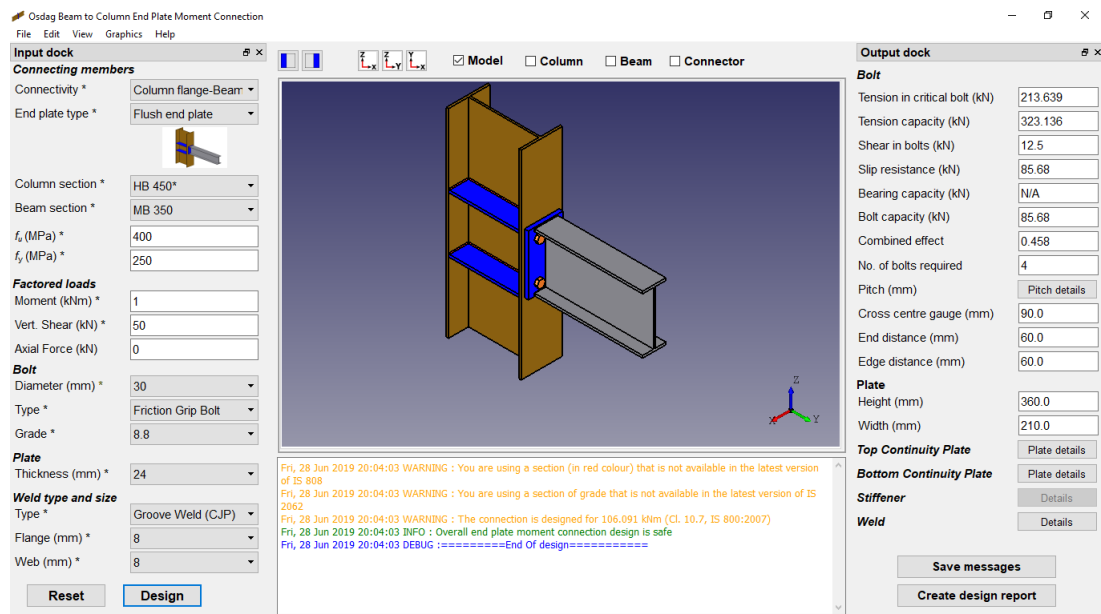 Osdag Beam to Column End Plate Moment Connection
File Edit View Graphics Help
Input dock
Connecting members
Connectivity * Column flange-Beam
End plate type * Flush end plate
Column section * HB 450*
Beam section * MB 350
fu (MPa) * 400
fy (MPa) * 250
Factored loads
Moment (kNm) * 1
Vert. Shear (kN) * 50
Axial Force (kN) 0
Bolt
Diameter (mm) * 30
Type * Friction Grip Bolt
Grade * 8.8
Plate
Thickness (mm) * 24
Weld type and size
Type * Groove Weld (CJP)
Flange (mm) * 8
Web (mm) * 8
Reset Design
Z X Z Y Y X Model Column Beam Connector
Z X Y
Fri, 28 Jun 2019 20:04:03 WARNING : You are using a section (in red colour) that is not available in the latest version
of IS 808
Fri, 28 Jun 2019 20:04:03 WARNING : You are using a section of grade that is not available in the latest version of IS
2062
Fri, 28 Jun 2019 20:04:03 WARNING : The connection is designed for 106.091 kNm (Cl. 10.7, IS 800:2007)
Fri, 28 Jun 2019 20:04:03 INFO : Overall end plate moment connection design is safe
Fri, 28 Jun 2019 20:04:03 DEBUG :=========End Of design===========
Output dock
Bolt
Tension in critical bolt (kN) 213.639
Tension capacity (kN) 323.136
Shear in bolts (kN) 12.5
Slip resistance (kN) 85.68
Bearing capacity (kN) N/A
Bolt capacity (kN) 85.68
Combined effect 0.458
No. of bolts required 4
Pitch (mm) Pitch details
Cross centre gauge (mm) 90.0
End distance (mm) 60.0
Edge distance (mm) 60.0
Plate
Height (mm) 360.0
Width (mm) 210.0
Top Continuity Plate Plate details
Bottom Continuity Plate Plate details
Stiffener Details
Weld Details
Save messages
Create design report